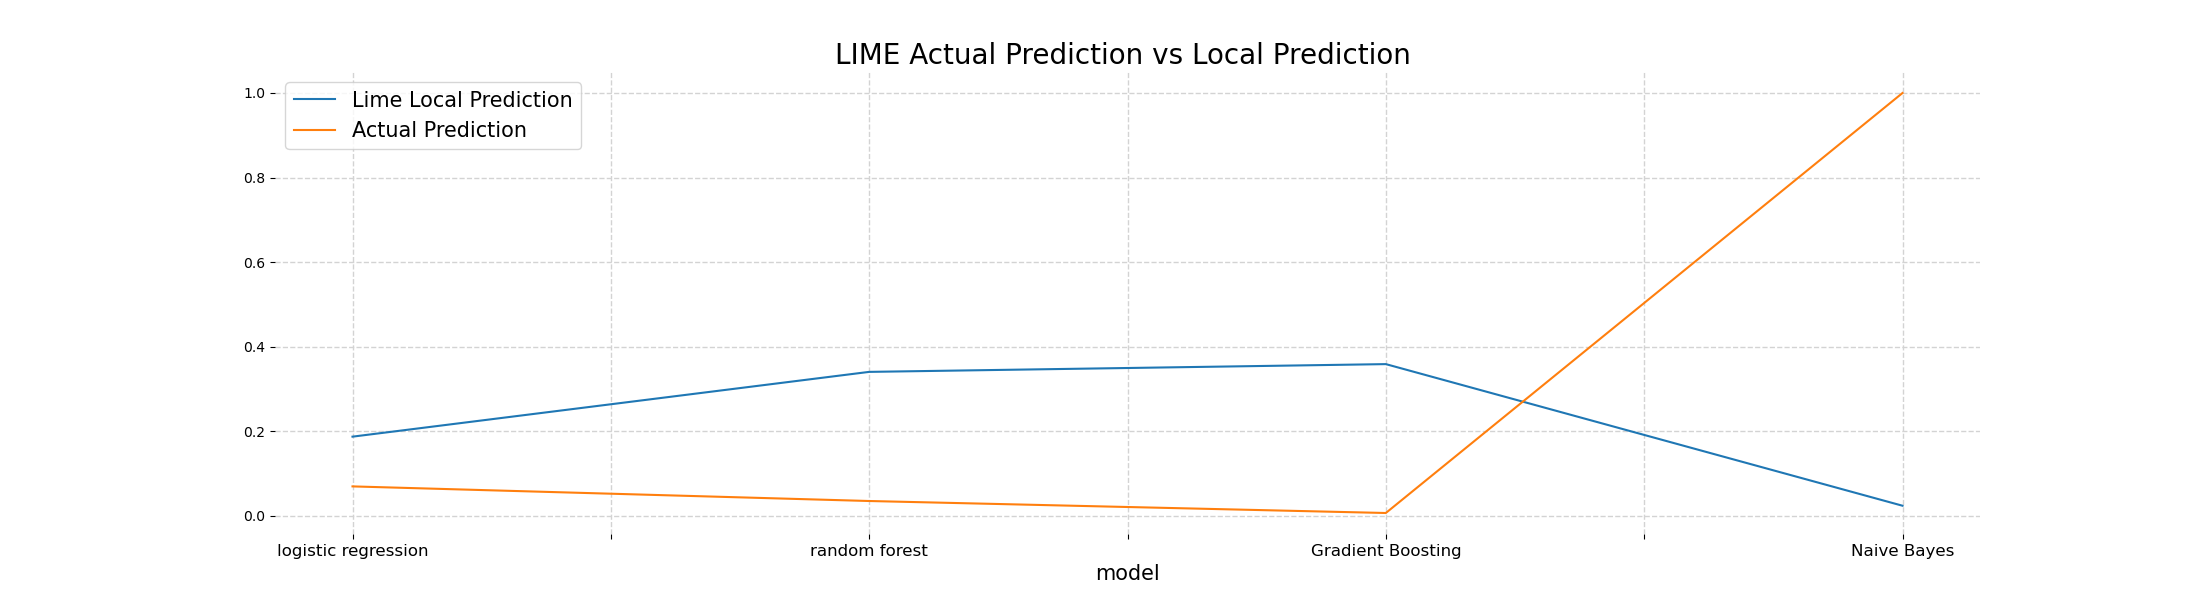 LIME Actual Prediction vs Local Prediction
Lime Local Prediction
Actual Prediction
1.0
0.8
0.6
0.4
0.2
0.0
logistic regression
random forest
Gradient Boosting
Naive Bayes
model